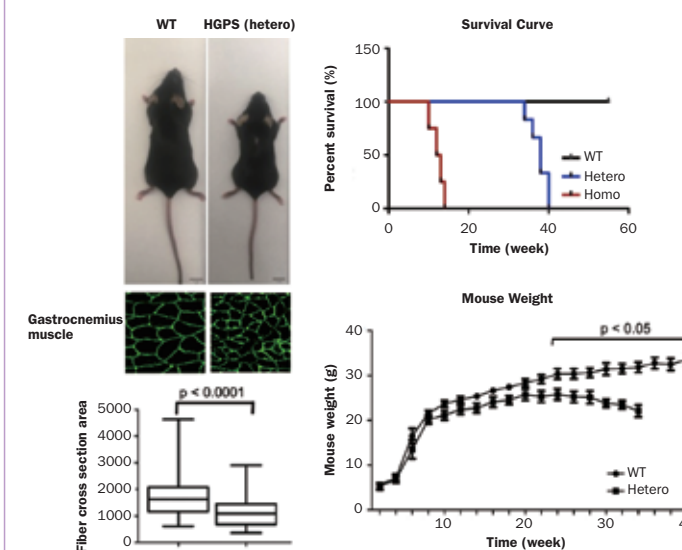 WT HGPS (hetero)
Gastrocnemius
muscle
p < 0.0001
Fiber cross section area
5000
4000
3000
2000
1000
0
Survival Curve
Percent survival (%)
150
100
50
0
WT
Hetero
Homo
0 20 40 60
Time (week)
Mouse Weight
p < 0.05
Mouse weight (g)
40
30
20
10
0
WT
Hetero
10 20 30
Time (week)